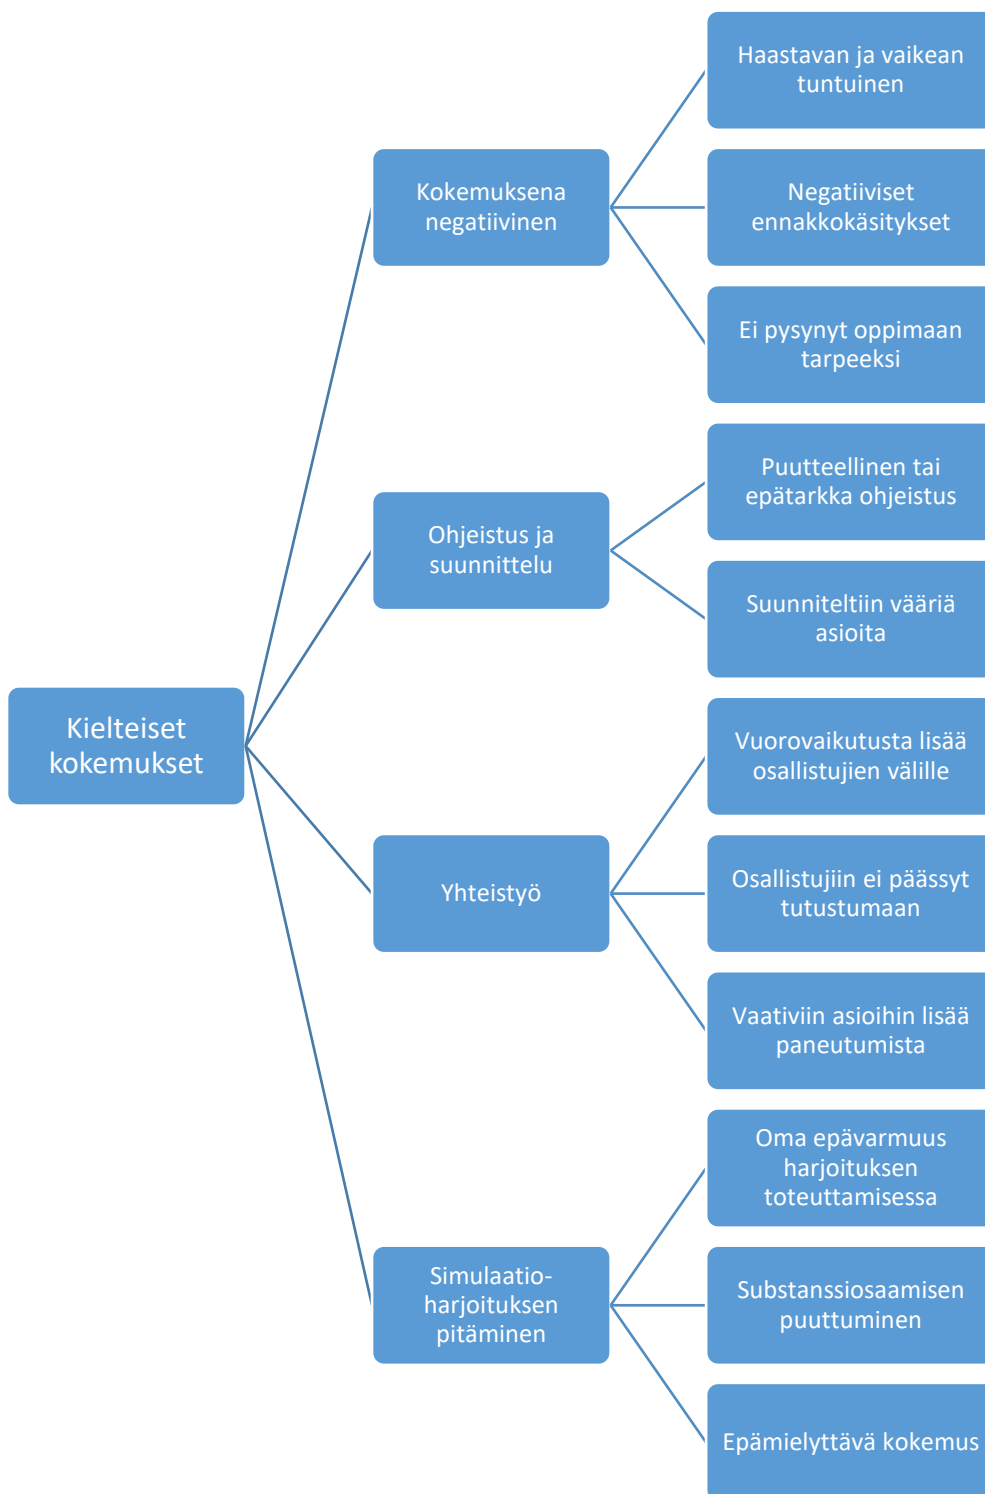 Kielteiset
kokemukset
Kokemuksena
negatiivinen
Haastavan ja vaikean
tuntuinen
Negatiiviset
ennakkokäsitykset
Ei pysynyt oppimaan
tarpeeksi
Ohjeistus ja
suunnittelu
Puutteellinen tai
epätarkka ohjeistus
Suunniteltiin vääriä
asioita
Yhteistyö
Vuorovaikutusta lisää
osallistujien välille
Osallistujiin ei päässyt
tutustumaan
Vaativiin asioihin lisää
paneutumista
Simulaatio-
harjoituksen
pitäminen
Oma epävarmuus
harjoituksen
toteuttamisessa
Substanssiosaamisen
puuttuminen
Epämielyttävä kokemus